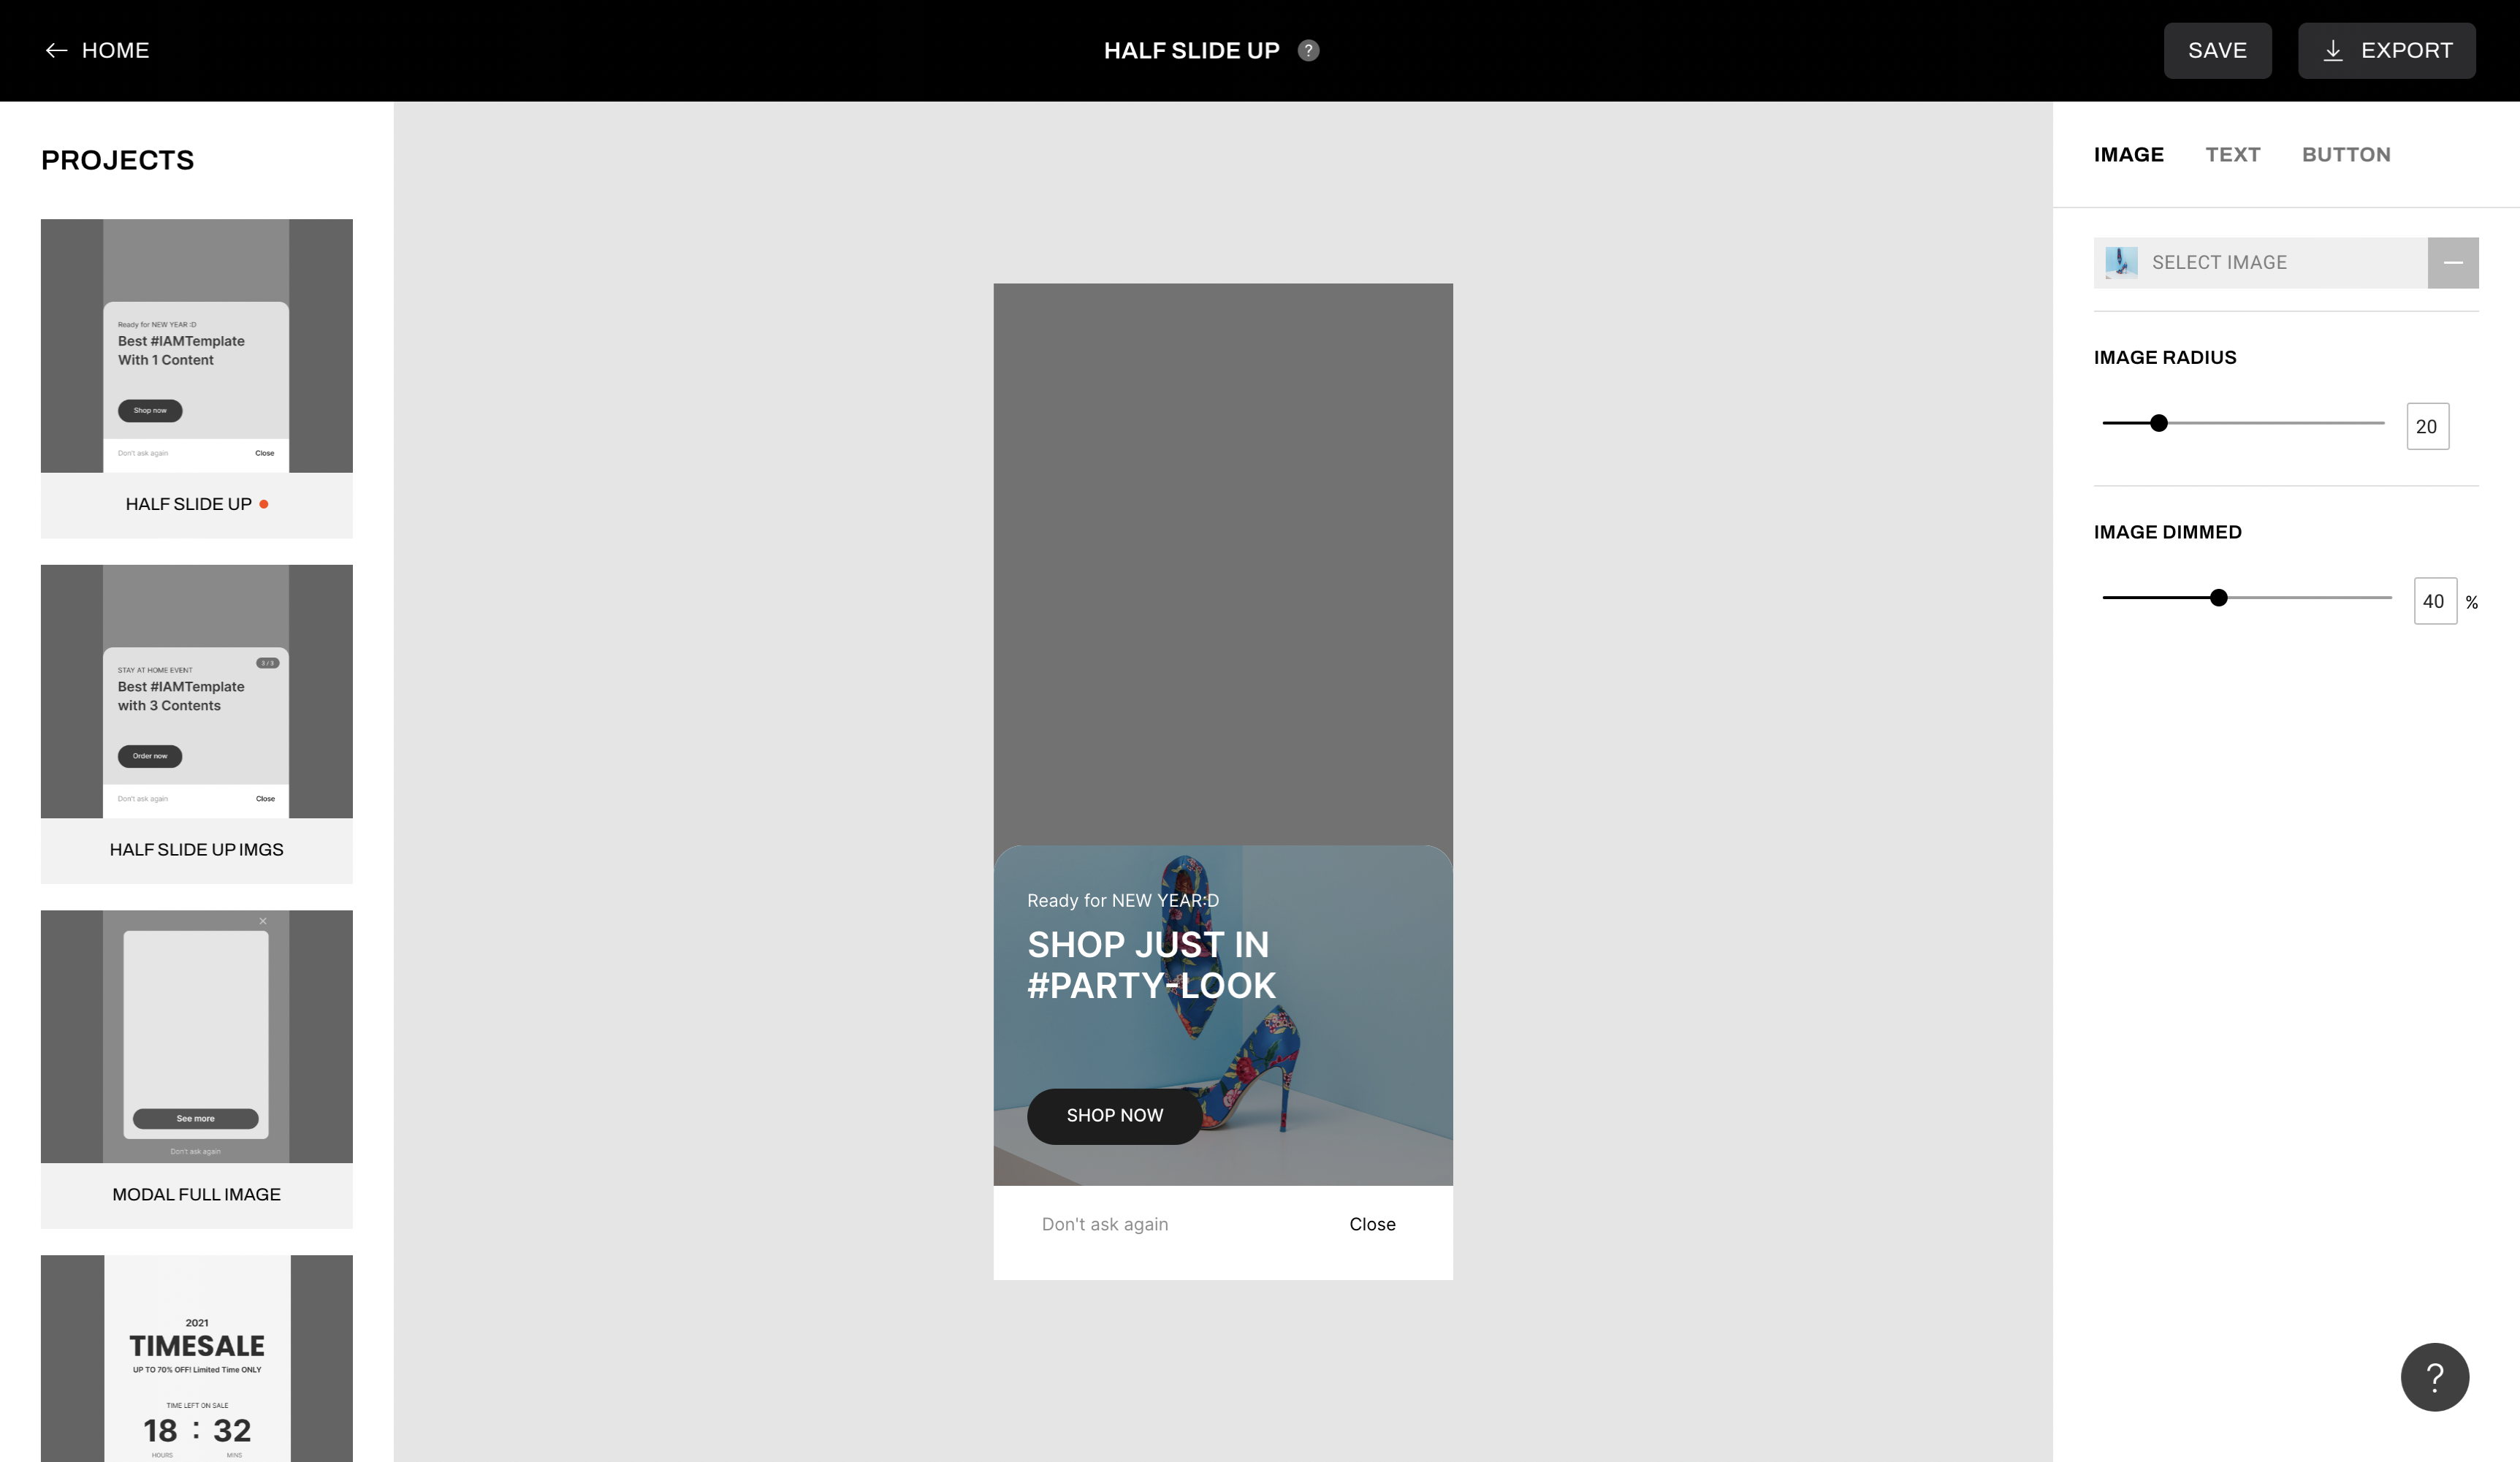 HOME
HALF SLIDE UP ?
SAVE
EXPORT
PROJECTS
Ready for NEW YEAR :D
Best #IAMTemplate
With 1 Content
Shop now
Don't ask again
Close
HALF SLIDE UP
3 / 3
STAY AT HOME EVENT
Best #IAMTemplate
with 3 Contents
Order now
Don't ask again
Close
HALF SLIDE UP IMGS
See more
Don't ask again
MODAL FULL IMAGE
2021
TIMESALE
UP TO 70% OFF! Limited Time ONLY
TIME LEFT ON SALE
18 : 32
HOURS MINS
Ready for NEW YEAR:D
SHOP JUST IN
#PARTY-LOOK
SHOP NOW
Don't ask again
Close
IMAGE TEXT BUTTON
SELECT IMAGE
IMAGE RADIUS
20
IMAGE DIMMED
40 %
?